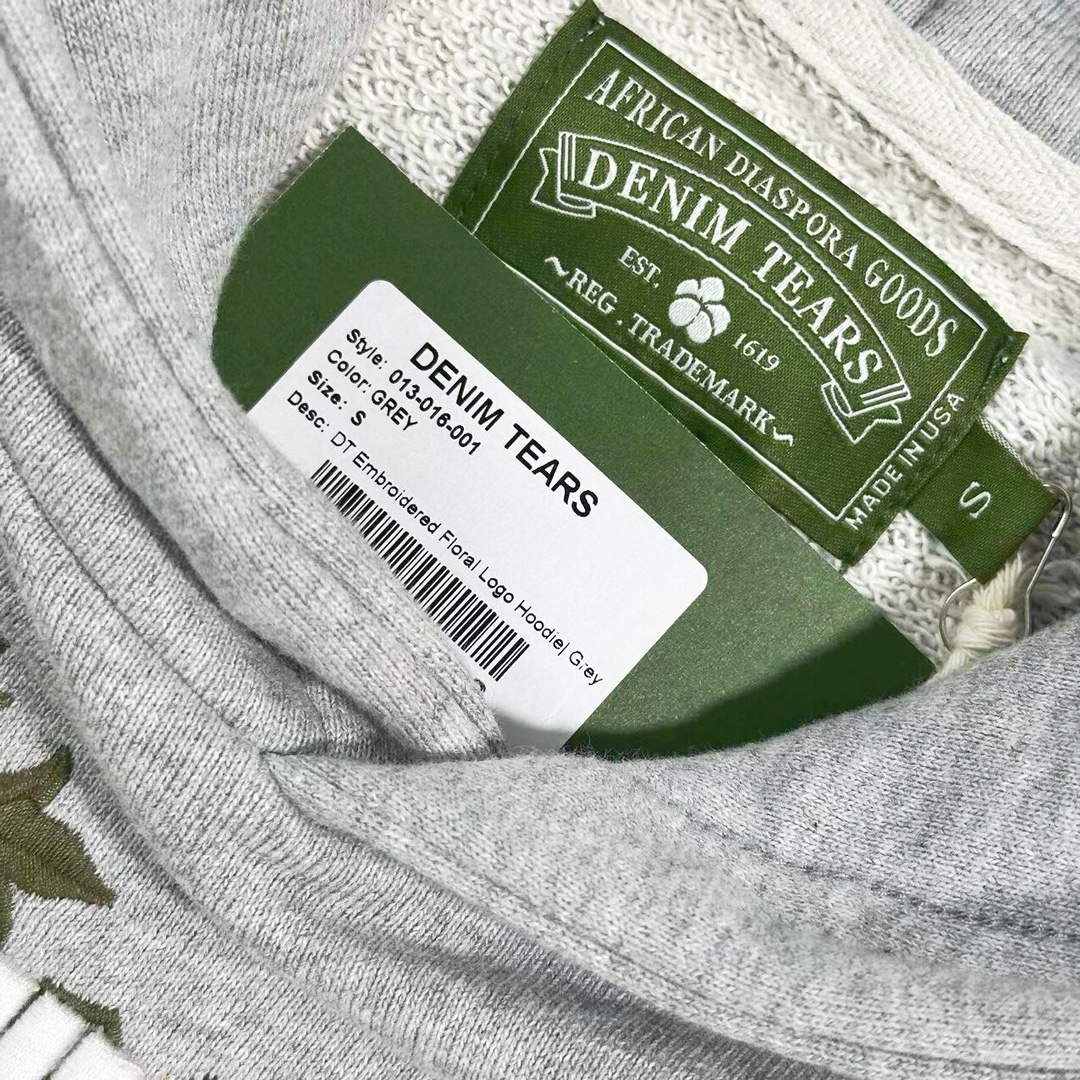 AFRICAN DIASPORA GOODS
DENIM TEARS
EST. 1619
~REG . TRADEMARK~
MADE IN USA
S
DENIM TEARS
Style: 013-016-001
Color: GREY
Size: S
Desc: DT Embroidered Floral Logo Hoodie| Grey